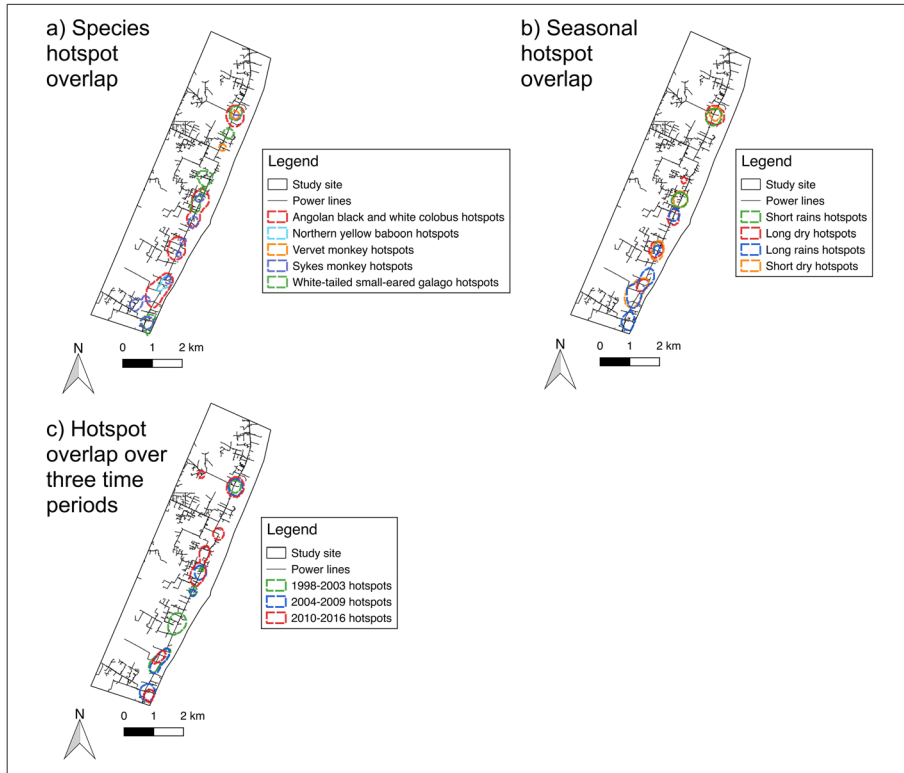 a) Species
hotspot
overlap
Legend
Study site
Power lines
Angolan black and white colobus hotspots
Northern yellow baboon hotspots
Vervet monkey hotspots
Sykes monkey hotspots
White-tailed small-eared galago hotspots
N
0 1 2 km
b) Seasonal
hotspot
overlap
Legend
Study site
Power lines
Short rains hotspots
Long dry hotspots
Long rains hotspots
Short dry hotspots
N
0 1 2 km
c) Hotspot
overlap over
three time
periods
Legend
Study site
Power lines
1998-2003 hotspots
2004-2009 hotspots
2010-2016 hotspots
N
0 1 2 km